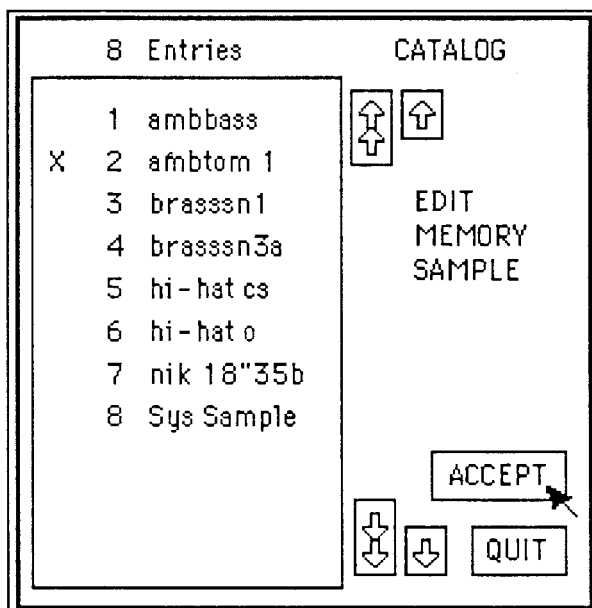 8 Entries
CATALOG
1 ambbass
X 2 ambtom 1
3 brasssn1
4 brasssn3a
5 hi-hat cs
6 hi-hat o
7 nik 18"35b
8 Sys Sample
EDIT
MEMORY
SAMPLE
ACCEPT
QUIT